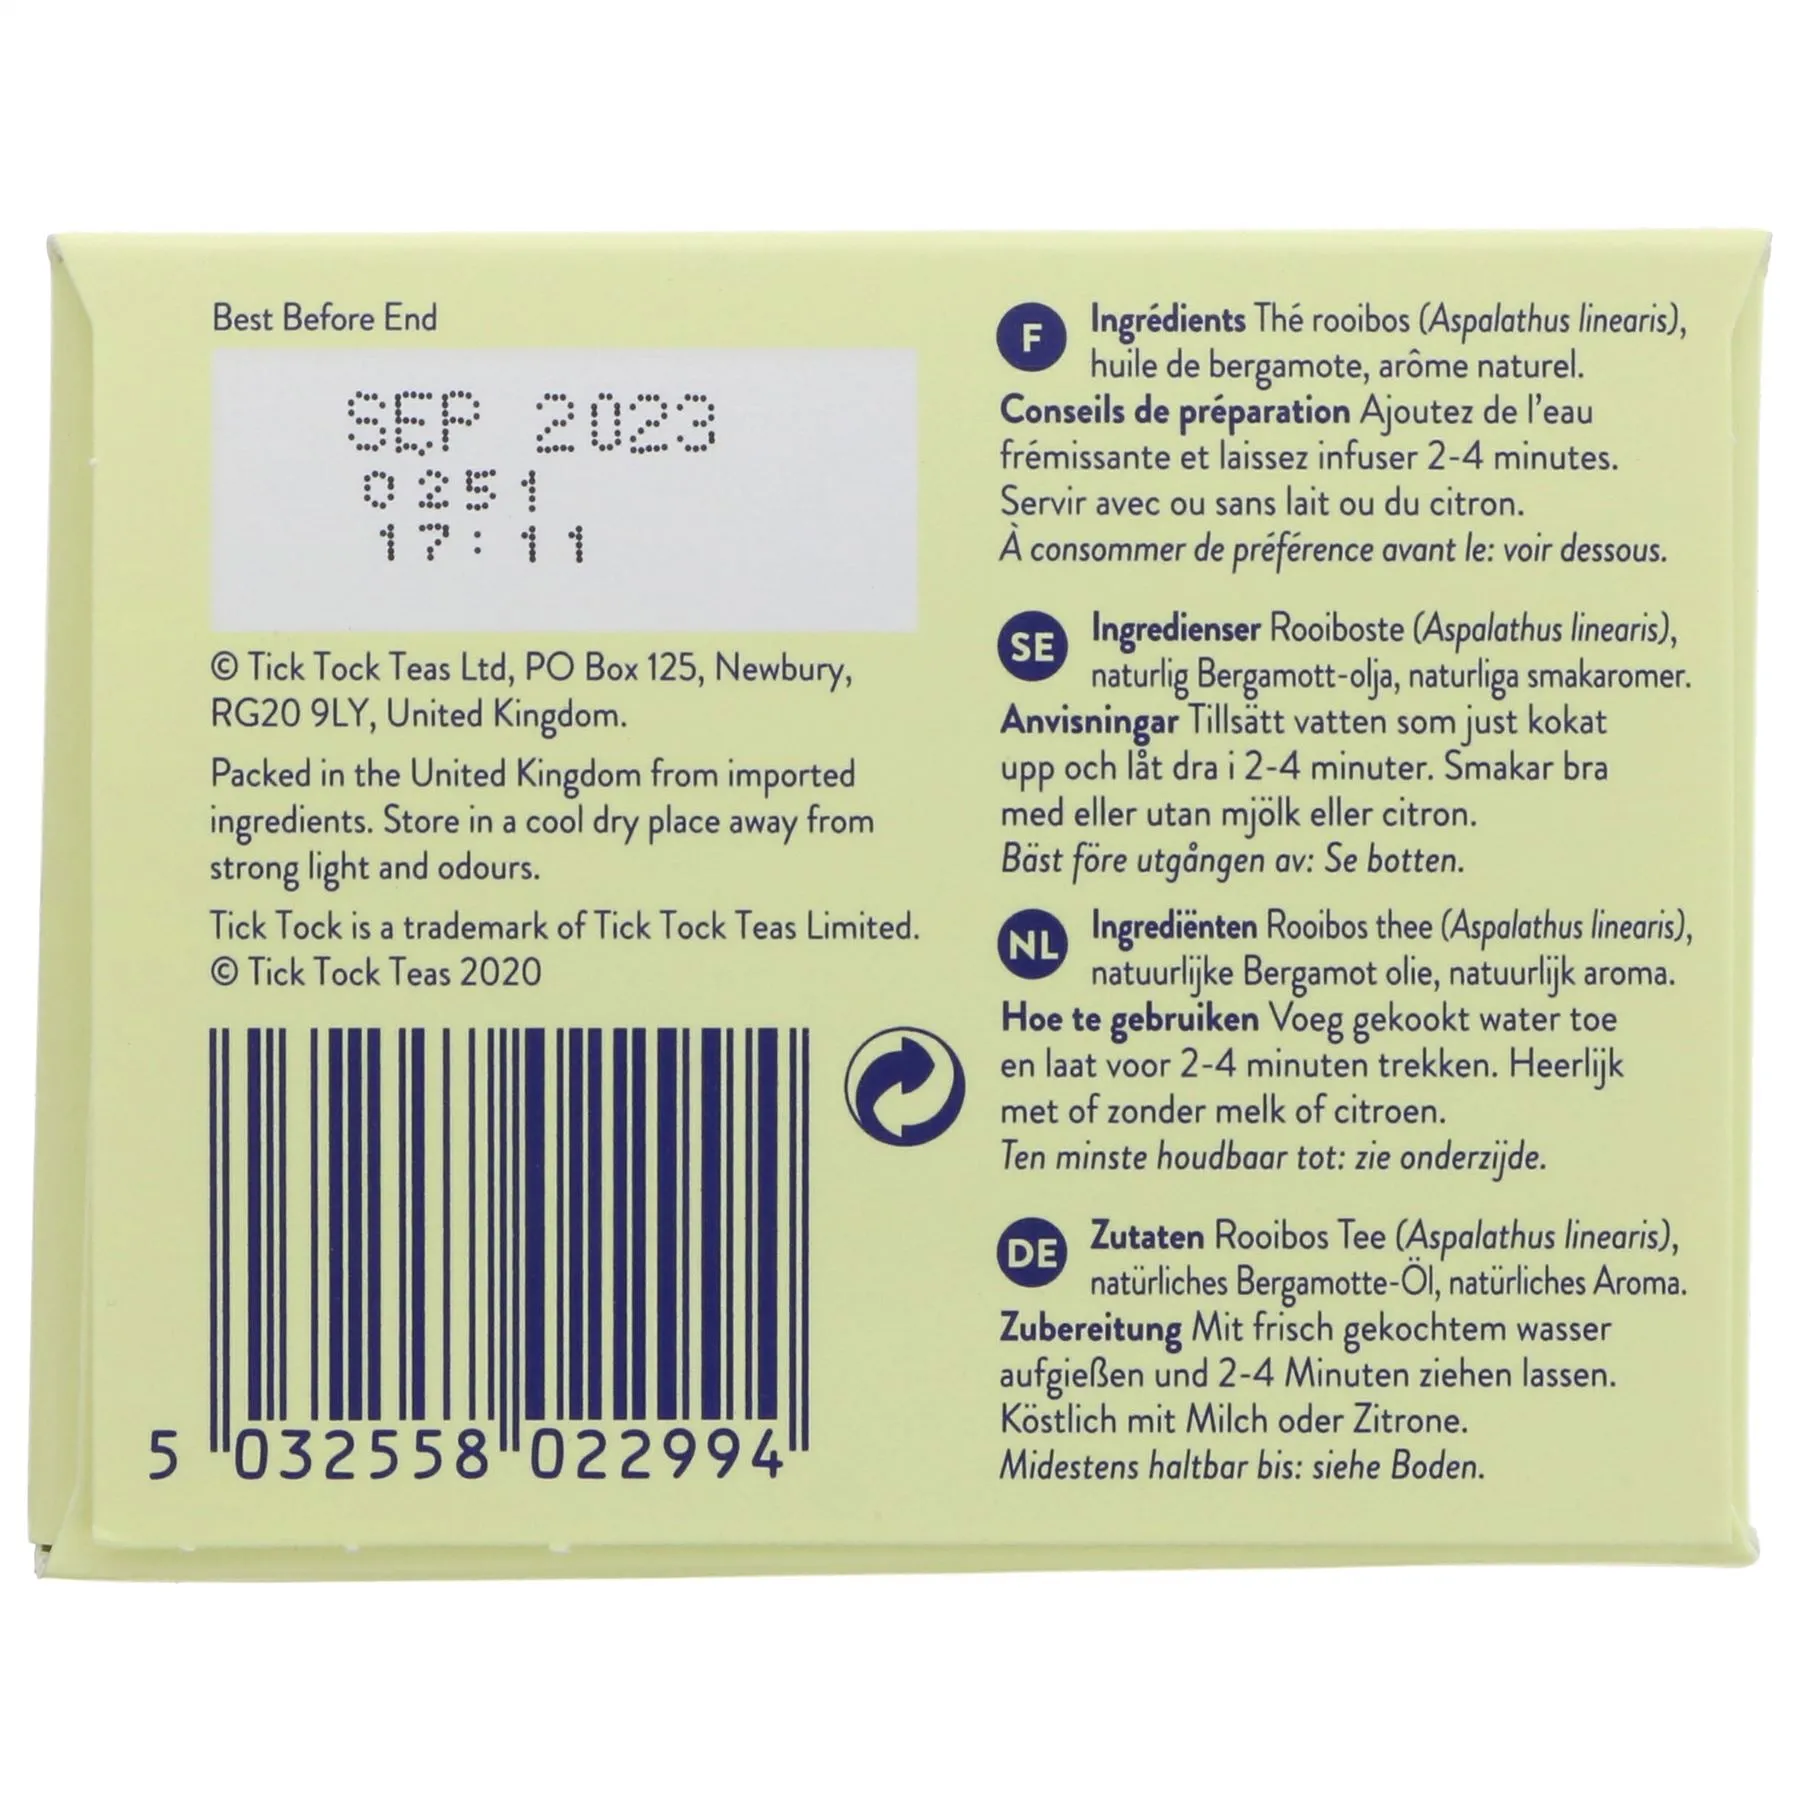 Best Before End
SEP 2023
0251
17:11
© Tick Tock Teas Ltd, PO Box 125, Newbury,
RG20 9LY, United Kingdom.
Packed in the United Kingdom from imported
ingredients. Store in a cool dry place away from
strong light and odours.
Tick Tock is a trademark of Tick Tock Teas Limited.
© Tick Tock Teas 2020
5 032558 022994
F Ingrédients Thé rooibos (Aspalathus linearis),
huile de bergamote, arôme naturel.
Conseils de préparation Ajoutez de l'eau
frémissante et laissez infuser 2-4 minutes.
Servir avec ou sans lait ou du citron.
À consommer de préférence avant le: voir dessous.
SE Ingredienser Rooiboste (Aspalathus linearis),
naturlig Bergamott-olja, naturliga smakaromer.
Anvisningar Tillsätt vatten som just kokat
upp och låt dra i 2-4 minuter. Smakar bra
med eller utan mjölk eller citron.
Bäst före utgången av: Se botten.
NL Ingrediënten Rooibos thee (Aspalathus linearis),
natuurlijke Bergamot olie, natuurlijk aroma.
Hoe te gebruiken Voeg gekookt water toe
en laat voor 2-4 minuten trekken. Heerlijk
met of zonder melk of citroen.
Ten minste houdbaar tot: zie onderzijde.
DE Zutaten Rooibos Tee (Aspalathus linearis),
natürliches Bergamotte-Öl, natürliches Aroma.
Zubereitung Mit frisch gekochtem wasser
aufgießen und 2-4 Minuten ziehen lassen.
Köstlich mit Milch oder Zitrone.
Midestens haltbar bis: siehe Boden.